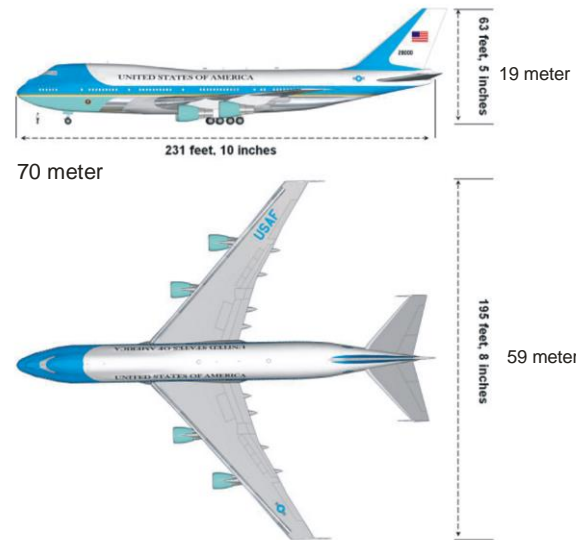 UNITED STATES OF AMERICA
28000
63 feet, 5 inches
19 meter
231 feet, 10 inches
70 meter
USAF
UNITED STATES OF AMERICA
UNITED STATES OF AMERICA
195 feet, 8 inches
59 meter